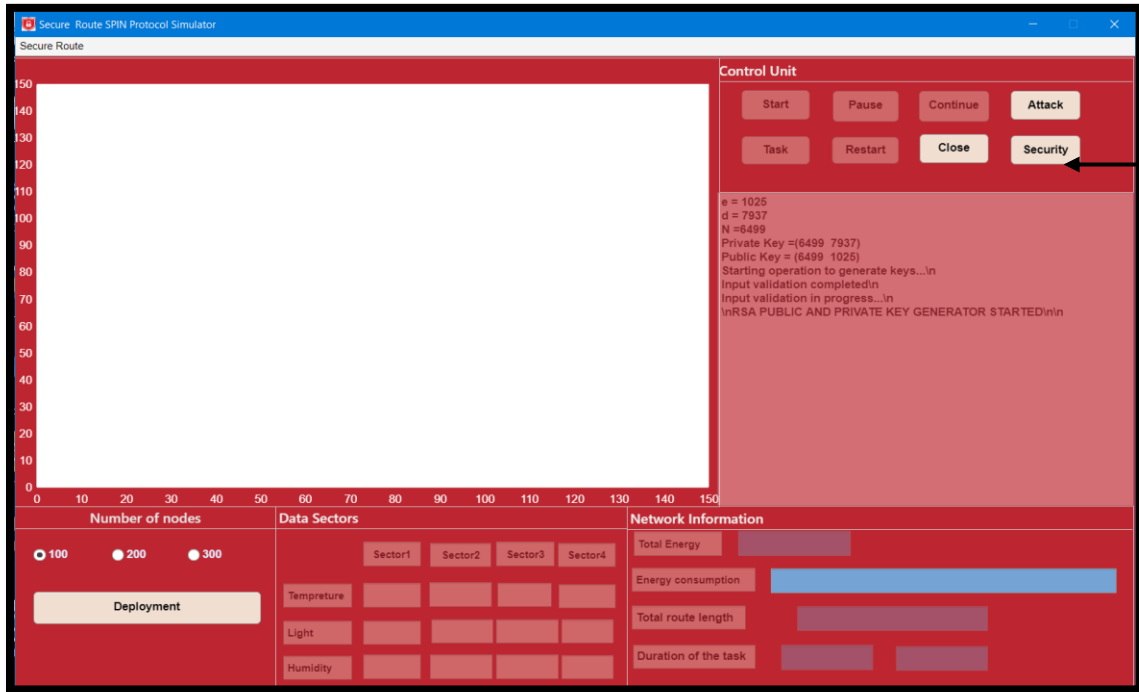 Secure Route SPIN Protocol Simulator
Secure Route
150
140
130
120
110
100
90
80
70
60
50
40
30
20
10
0
0 10 20 30 40 50 60 70 80 90 100 110 120 130 140 150
Control Unit
Start Pause Continue Attack
Task Restart Close Security
e = 1025
d = 7937
N =6499
Private Key =(6499 7937)
Public Key = (6499 1025)
Starting operation to generate keys...\n
Input validation completed\n
Input validation in progress...\n
\nRSA PUBLIC AND PRIVATE KEY GENERATOR STARTED\n\n
Number of nodes
100 200 300
Deployment
Data Sectors
Sector1 Sector2 Sector3 Sector4
Tempreture
Light
Humidity
Network Information
Total Energy
Energy consumption
Total route length
Duration of the task